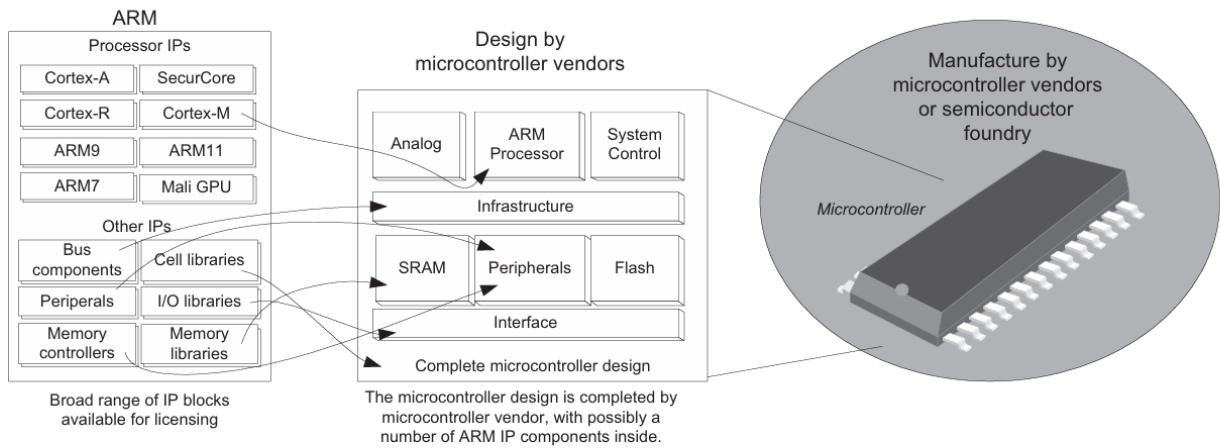 ARM
Processor IPs
Cortex-A
SecurCore
Cortex-R
Cortex-M
ARM9
ARM11
ARM7
Mali GPU
Other IPs
Bus
components
Cell libraries
Periperals
I/O libraries
Memory
controllers
Memory
libraries
Broad range of IP blocks
available for licensing
Design by
microcontroller vendors
Analog
ARM
Processor
System
Control
Infrastructure
SRAM
Peripherals
Flash
Interface
Complete microcontroller design
The microcontroller design is completed by
microcontroller vendor, with possibly a
number of ARM IP components inside.
Manufacture by
microcontroller vendors
or semiconductor
foundry
Microcontroller